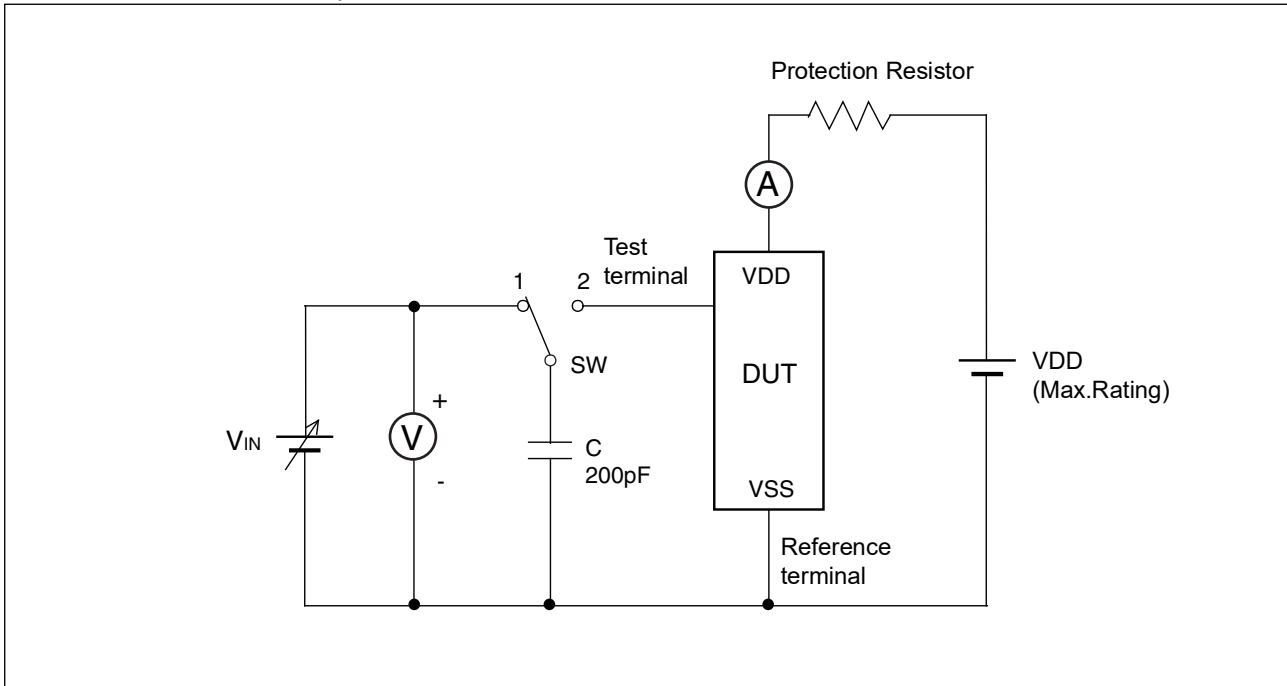 Protection Resistor
A
Test
terminal
1
2
VDD
SW
DUT
VDD
(Max.Rating)
+
VIN
V
C
200pF
-
VSS
Reference
terminal